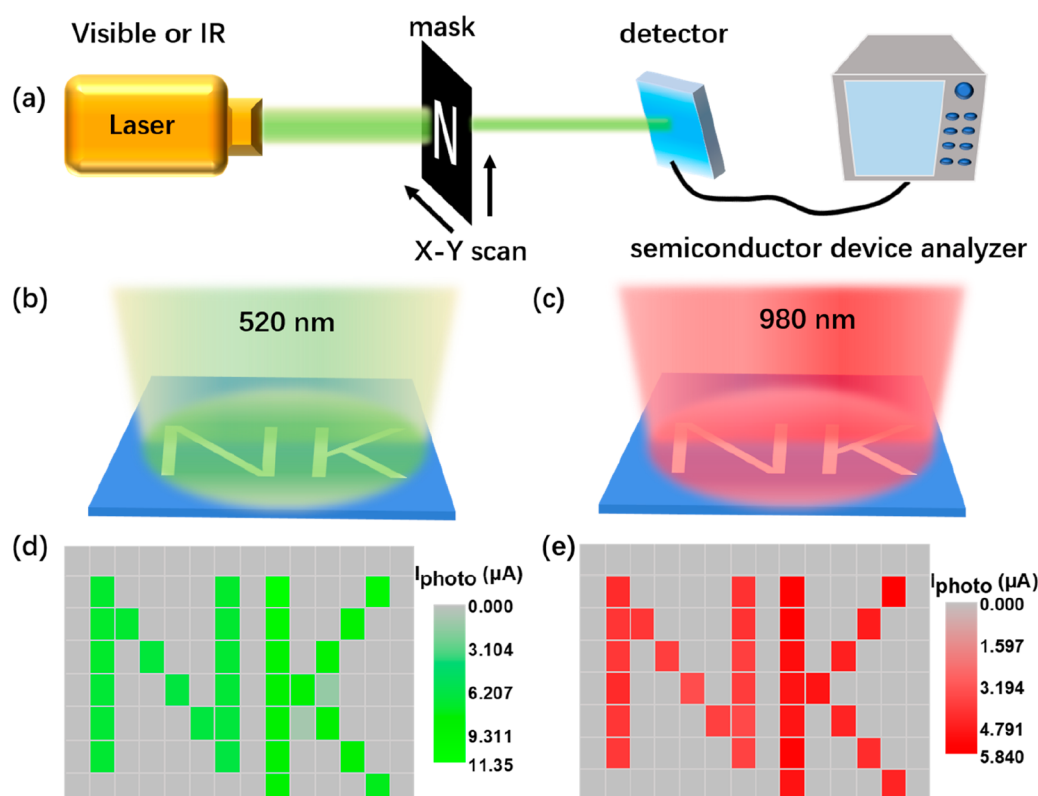 Visible or IR
mask
detector
(a)
Laser
N
X-Y scan
semiconductor device analyzer
(b)
520 nm
NK
(c)
980 nm
NK
(d)
Iphoto (μA)
0.000
3.104
6.207
9.311
11.35
NK
(e)
Iphoto (μA)
0.000
1.597
3.194
4.791
5.840
NK